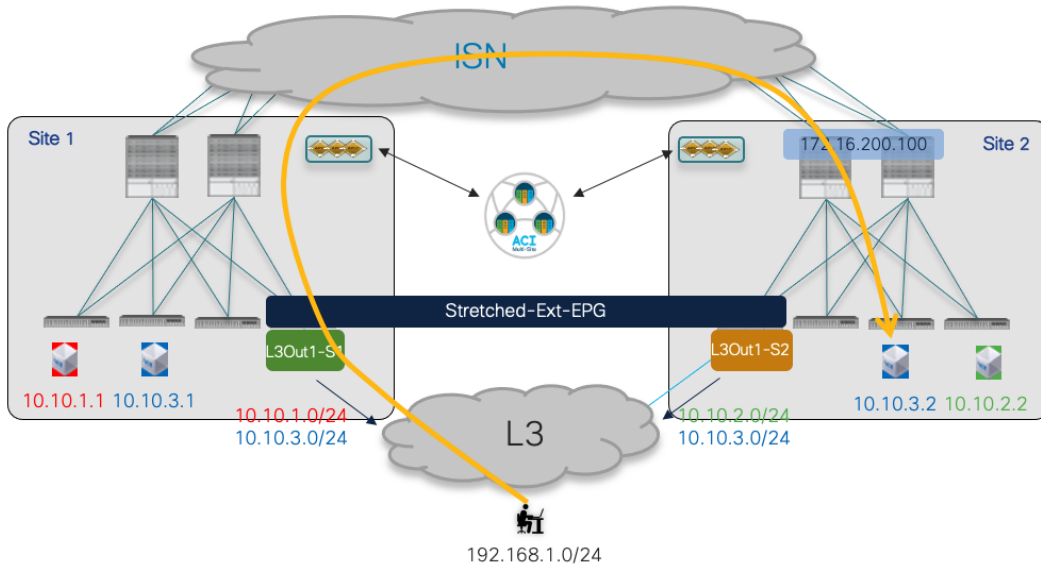 ISN
Site 1
172.16.200.100
Site 2
ACI
Multi-Site
Stretched-Ext-EPG
L3Out1-S1
L3Out1-S2
10.10.1.1
10.10.3.1
10.10.3.2
10.10.2.2
10.10.1.0/24
10.10.3.0/24
10.10.2.0/24
10.10.3.0/24
L3
192.168.1.0/24